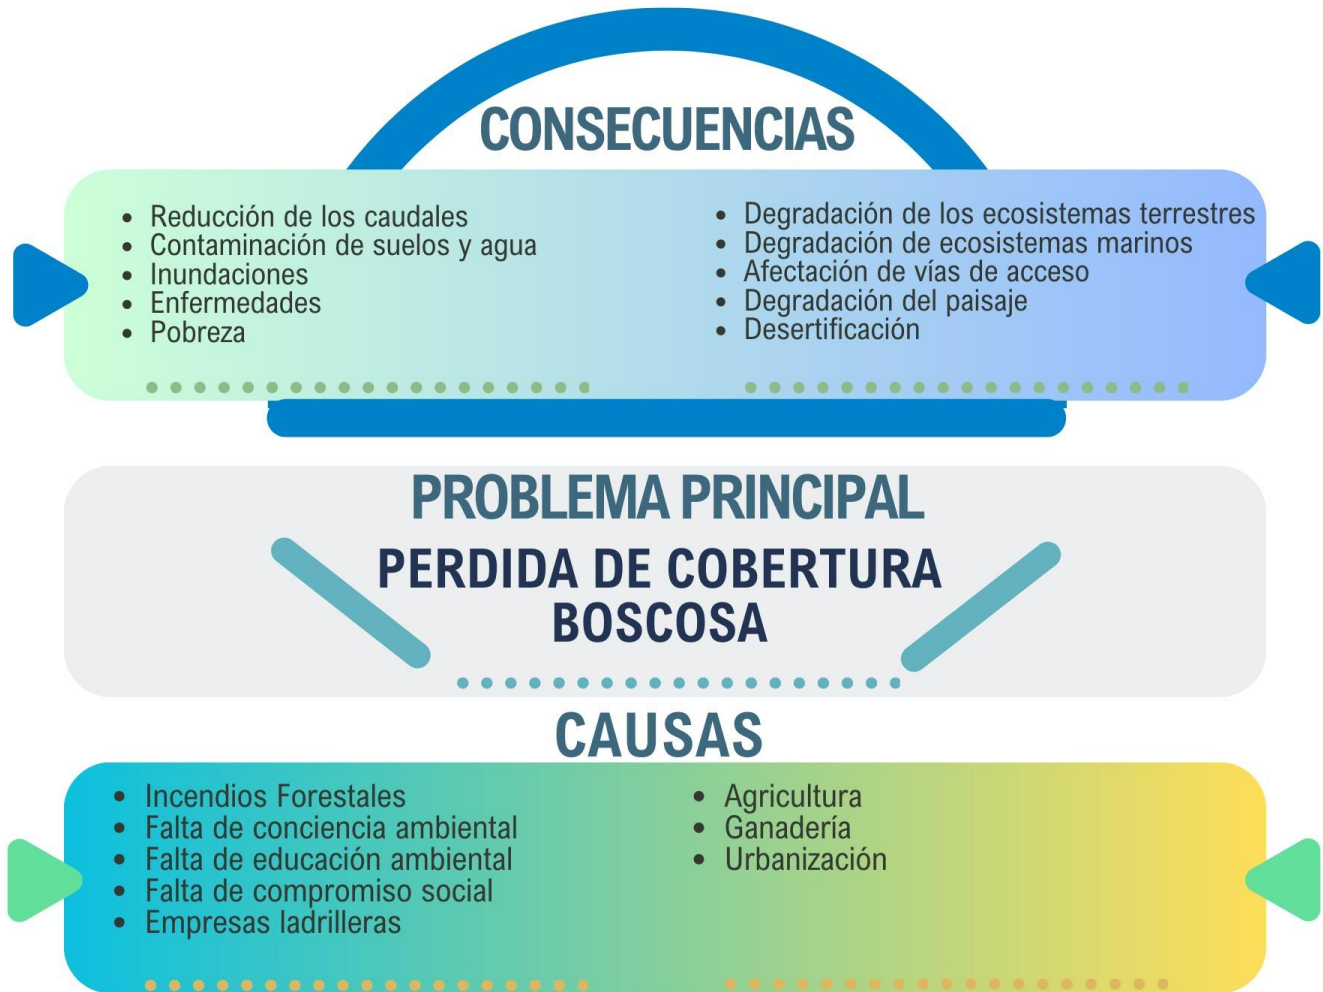 CONSECUENCIAS
• Reducción de los caudales
• Contaminación de suelos y agua
• Inundaciones
• Enfermedades
• Pobreza
• Degradación de los ecosistemas terrestres
• Degradación de ecosistemas marinos
• Afectación de vías de acceso
• Degradación del paisaje
• Desertificación
PROBLEMA PRINCIPAL
PERDIDA DE COBERTURA
BOSCOSA
CAUSAS
• Incendios Forestales
• Falta de conciencia ambiental
• Falta de educación ambiental
• Falta de compromiso social
• Empresas ladrilleras
• Agricultura
• Ganadería
• Urbanización